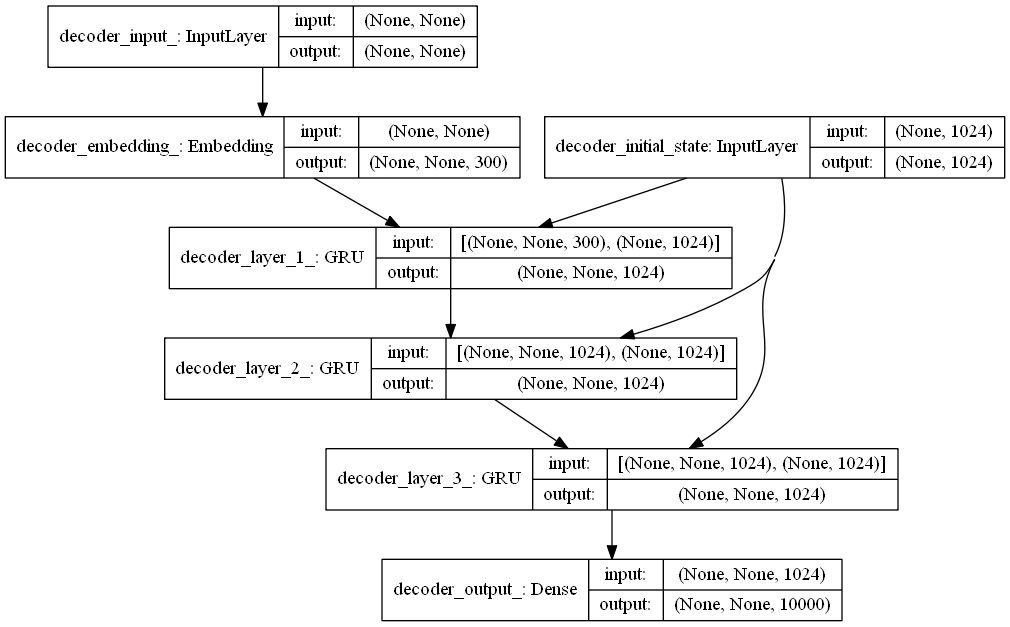 decoder_input_: InputLayer
input:
(None, None)
output:
(None, None)
decoder_embedding_: Embedding
input:
(None, None)
output:
(None, None, 300)
decoder_initial_state: InputLayer
input:
(None, 1024)
output:
(None, 1024)
decoder_layer_1_: GRU
input:
[(None, None, 300), (None, 1024)]
output:
(None, None, 1024)
decoder_layer_2_: GRU
input:
[(None, None, 1024), (None, 1024)]
output:
(None, None, 1024)
decoder_layer_3_: GRU
input:
[(None, None, 1024), (None, 1024)]
output:
(None, None, 1024)
decoder_output_: Dense
input:
(None, None, 1024)
output:
(None, None, 10000)